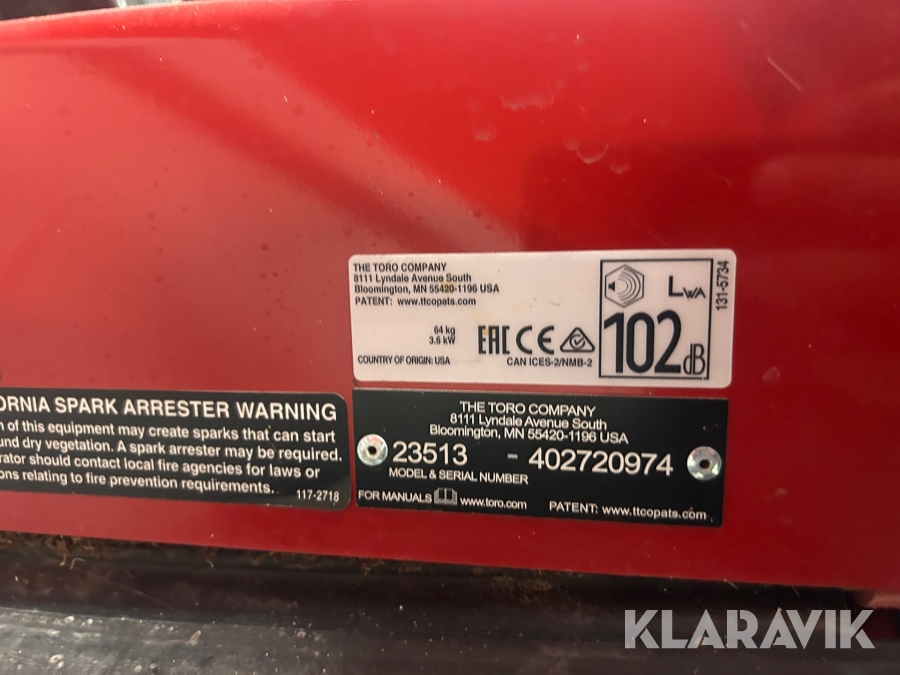 THE TORO COMPANY
8111 Lyndale Avenue South
Bloomington, MN 55420-1196 USA
PATENT: www.ttcopats.com
64 kg
3.6 kW
COUNTRY OF ORIGIN: USA
EAC CE
CAN ICES-2/NMB-2
LWA
102dB
131-5734
ORNIA SPARK ARRESTER WARNING
n of this equipment may create sparks that can start
und dry vegetation. A spark arrester may be required.
rator should contact local fire agencies for laws or
ons relating to fire prevention requirements.
117-2718
THE TORO COMPANY
8111 Lyndale Avenue South
Bloomington, MN 55420-1196 USA
23513 - 402720974
MODEL & SERIAL NUMBER
FOR MANUALS www.toro.com
PATENT: www.ttcopats.com
KLARAVIK